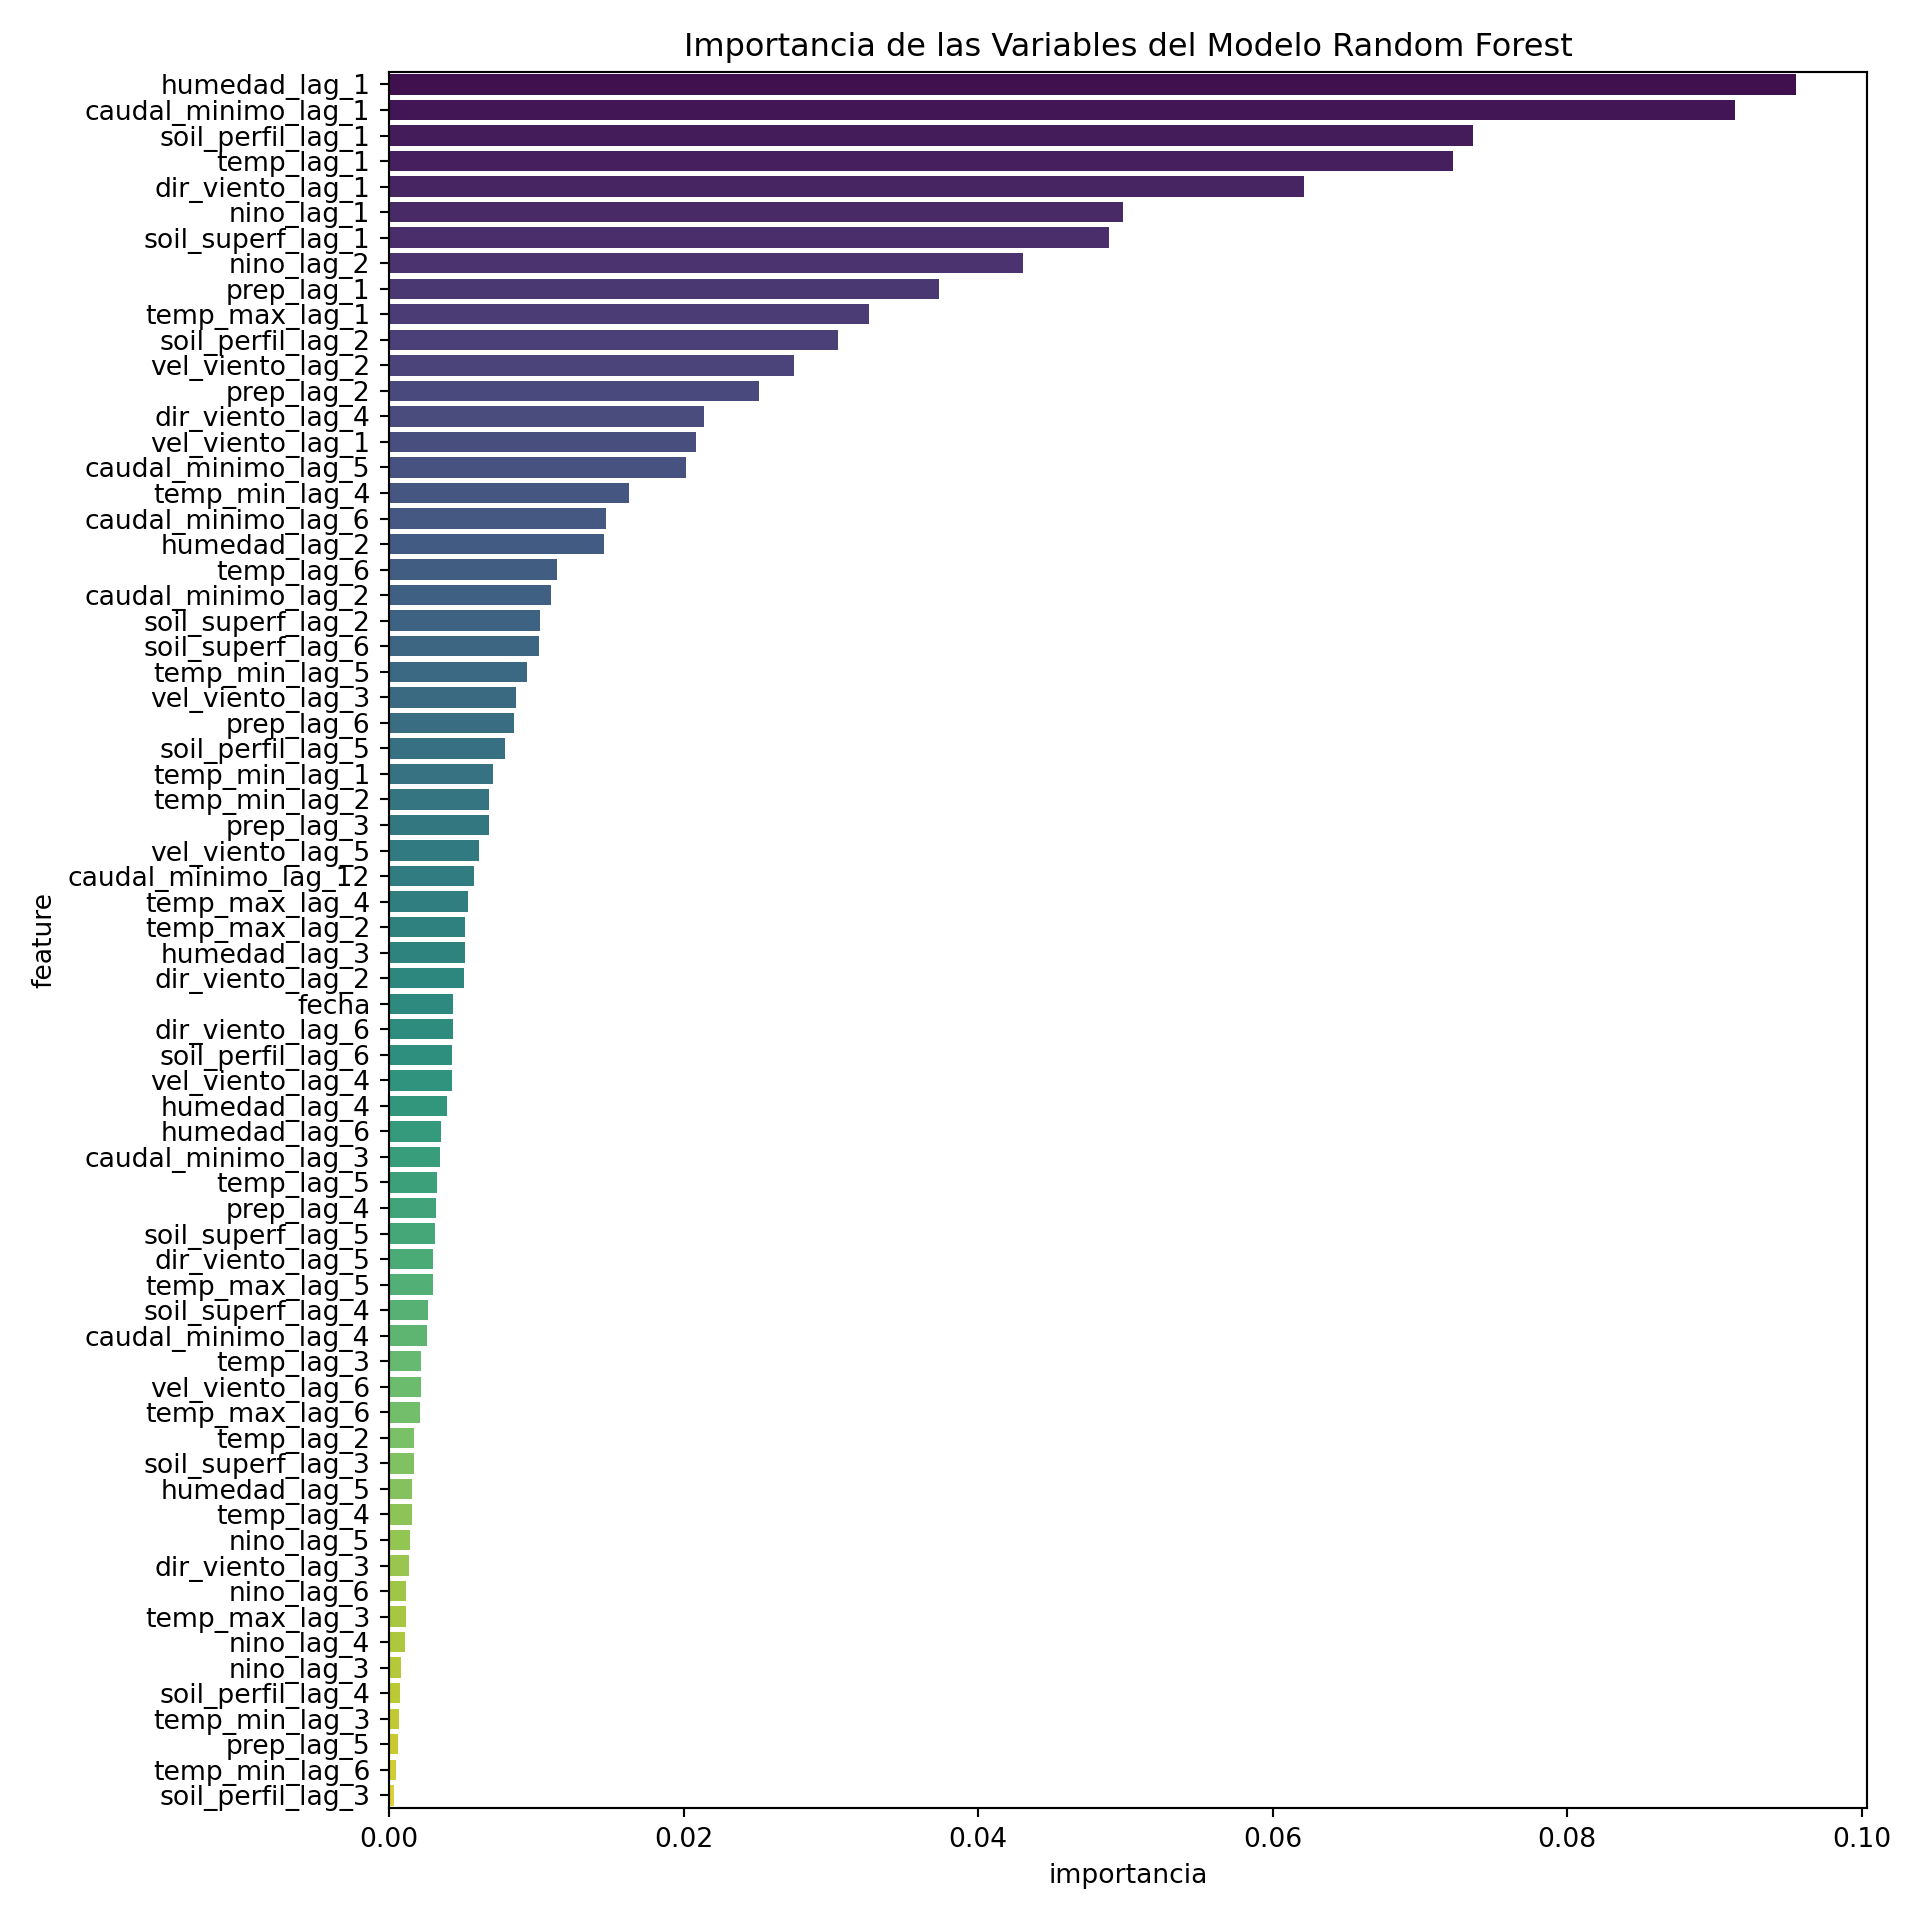 Importancia de las Variables del Modelo Random Forest
humedad_lag_1
caudal_minimo_lag_1
soil_perfil_lag_1
temp_lag_1
dir_viento_lag_1
nino_lag_1
soil_superf_lag_1
nino_lag_2
prep_lag_1
temp_max_lag_1
soil_perfil_lag_2
vel_viento_lag_2
prep_lag_2
dir_viento_lag_4
vel_viento_lag_1
caudal_minimo_lag_5
temp_min_lag_4
caudal_minimo_lag_6
humedad_lag_2
temp_lag_6
caudal_minimo_lag_2
soil_superf_lag_2
soil_superf_lag_6
temp_min_lag_5
vel_viento_lag_3
prep_lag_6
soil_perfil_lag_5
temp_min_lag_1
temp_min_lag_2
prep_lag_3
vel_viento_lag_5
caudal_minimo_lag_12
temp_max_lag_4
temp_max_lag_2
humedad_lag_3
dir_viento_lag_2
fecha
dir_viento_lag_6
soil_perfil_lag_6
vel_viento_lag_4
humedad_lag_4
humedad_lag_6
caudal_minimo_lag_3
temp_lag_5
prep_lag_4
soil_superf_lag_5
dir_viento_lag_5
temp_max_lag_5
soil_superf_lag_4
caudal_minimo_lag_4
temp_lag_3
vel_viento_lag_6
temp_max_lag_6
temp_lag_2
soil_superf_lag_3
humedad_lag_5
temp_lag_4
nino_lag_5
dir_viento_lag_3
nino_lag_6
temp_max_lag_3
nino_lag_4
nino_lag_3
soil_perfil_lag_4
temp_min_lag_3
prep_lag_5
temp_min_lag_6
soil_perfil_lag_3
feature
0.00 0.02 0.04 0.06 0.08 0.10
importancia